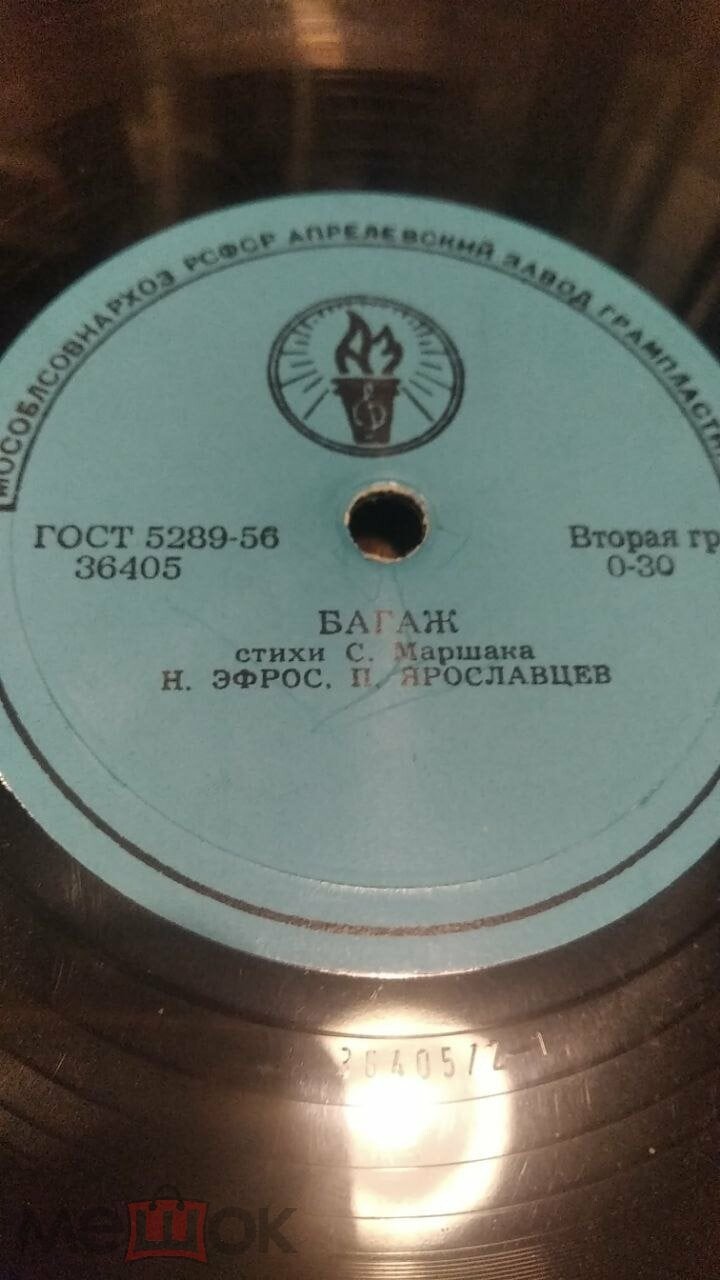 МОСОБЛСОВНАРХОЗ РСФСР АПРЕЛЕВСКИЙ ЗАВОД ГРАМПЛАСТИ
АЗ
ГОСТ 5289-56
Вторая гр
36405
0-30
БАГАЖ
стихи С. Маршака
Н. ЭФРОС, П. ЯРОСЛАВЦЕВ
36405/2-1
мешок